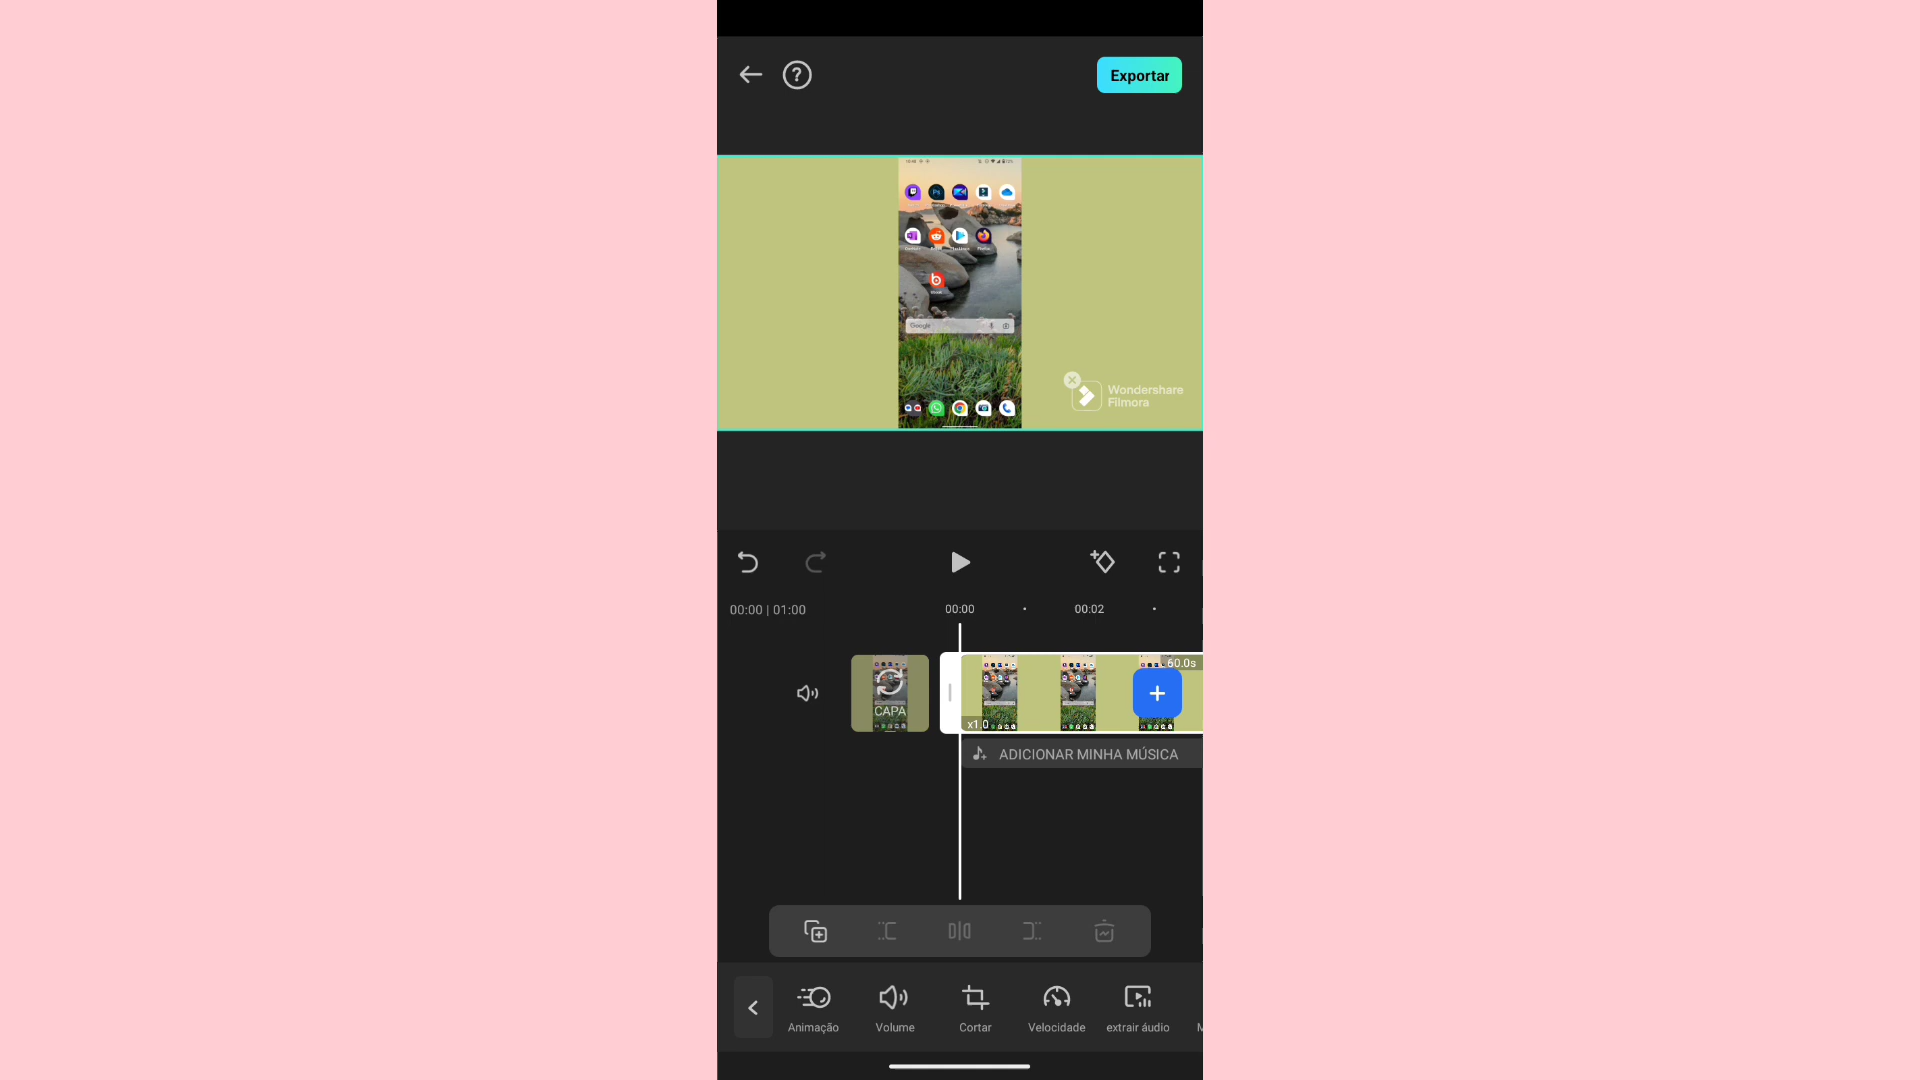 ?
Exportar
Google
Wondershare
Filmora
00:00 | 01:00
00:00
00:02
60.0s
CAPA
x1.0
ADICIONAR MINHA MÚSICA
Animação
Volume
Cortar
Velocidade
extrair áudio
M